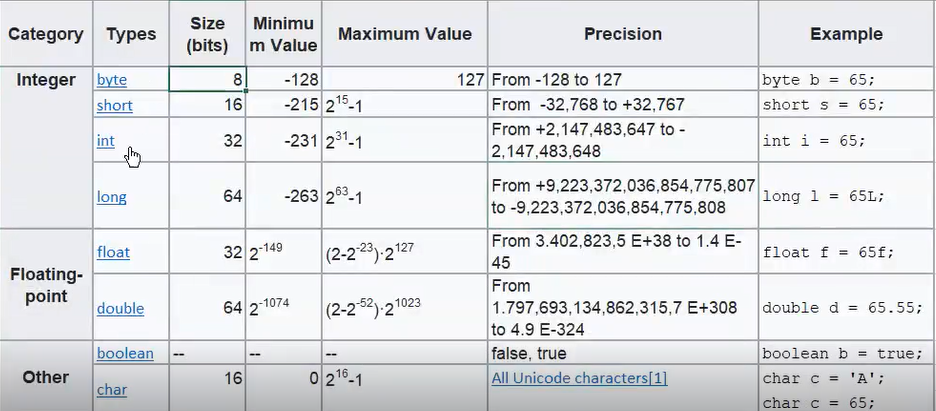 Category Types Size (bits) Minimu m Value Maximum Value Precision Example
Integer byte 8 -128 127 From -128 to 127 byte b = 65;
short 16 -215 2^15-1 From -32,768 to +32,767 short s = 65;
int 32 -231 2^31-1 From +2,147,483,647 to - 2,147,483,648 int i = 65;
long 64 -263 2^63-1 From +9,223,372,036,854,775,807 to -9,223,372,036,854,775,808 long l = 65L;
Floating-point float 32 2^-149 (2-2^-23)·2^127 From 3.402,823,5 E+38 to 1.4 E-45 float f = 65f;
double 64 2^-1074 (2-2^-52)·2^1023 From 1.797,693,134,862,315,7 E+308 to 4.9 E-324 double d = 65.55;
Other boolean -- -- -- false, true boolean b = true;
char 16 0 2^16-1 All Unicode characters[1] char c = 'A';
char c = 65;